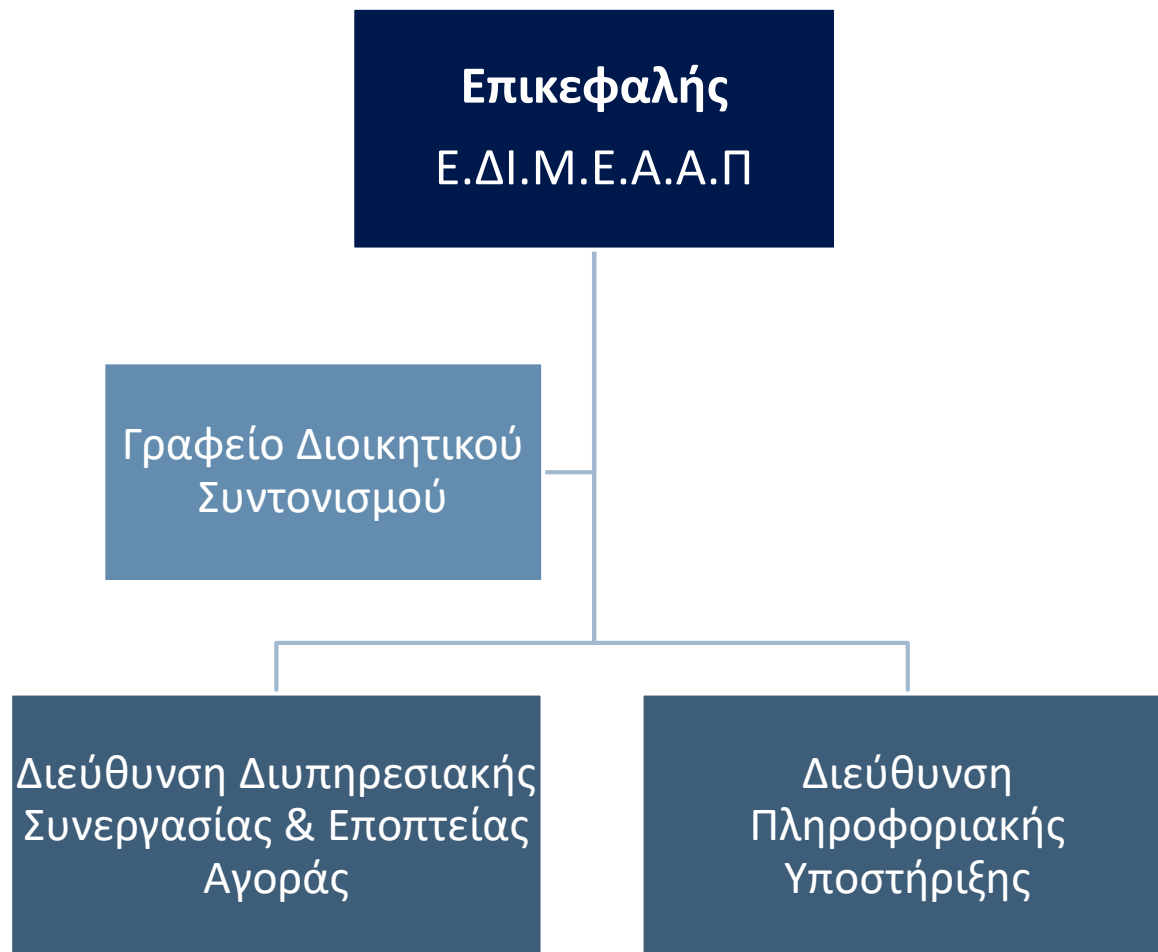 Επικεφαλής
Ε.ΔΙ.Μ.Ε.Α.Α.Π
Γραφείο Διοικητικού
Συντονισμού
Διεύθυνση Διυπηρεσιακής
Συνεργασίας & Εποπτείας
Αγοράς
Διεύθυνση
Πληροφοριακής
Υποστήριξης